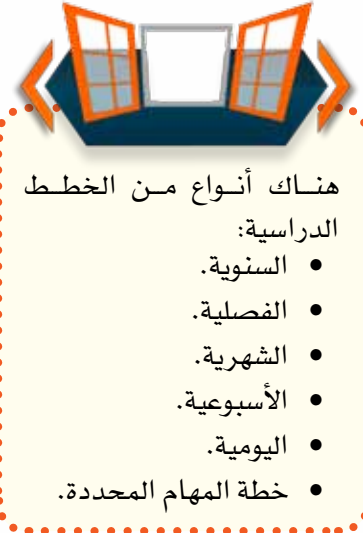 هناك أنواع من الخطط
الدراسية:
• السنوية.
• الفصلية.
• الشهرية.
• الأسبوعية.
• اليومية.
• خطة المهام المحددة.